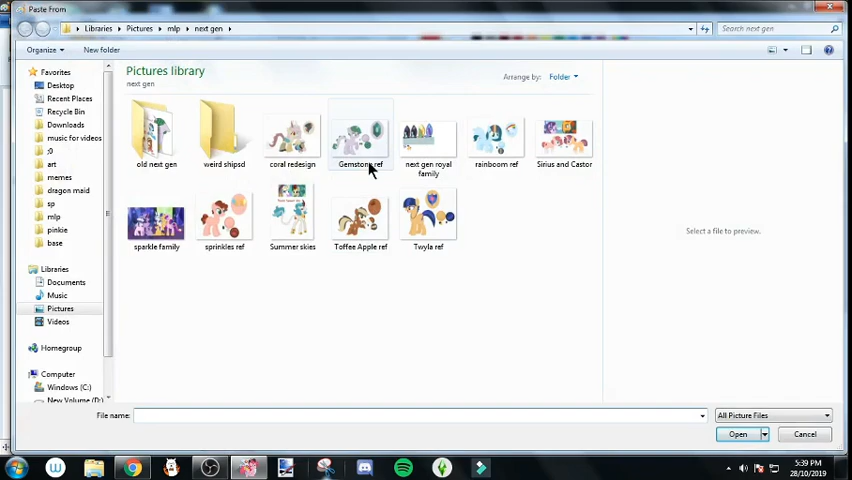 Paste From
Libraries ▸ Pictures ▸ mlp ▸ next gen ▸
Search next gen
Organize
New folder
Favorites
Desktop
Recent Places
Recycle Bin
Downloads
music for videos
;0
art
memes
dragon maid
sp
mlp
pinkie
base
Libraries
Documents
Music
Pictures
Videos
Homegroup
Computer
Windows (C:)
New Volume (D:)
Pictures library
next gen
Arrange by: Folder
old next gen
weird shipsd
coral redesign
Gemstone ref
next gen royal family
rainboom ref
Sirius and Castor
sparkle family
sprinkles ref
Summer skies
Toffee Apple ref
Twyla ref
Select a file to preview.
File name:
All Picture Files
Open
Cancel
5:39 PM
28/10/2019